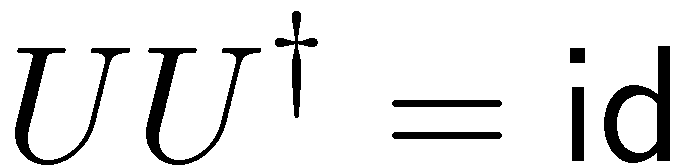 UU† = id